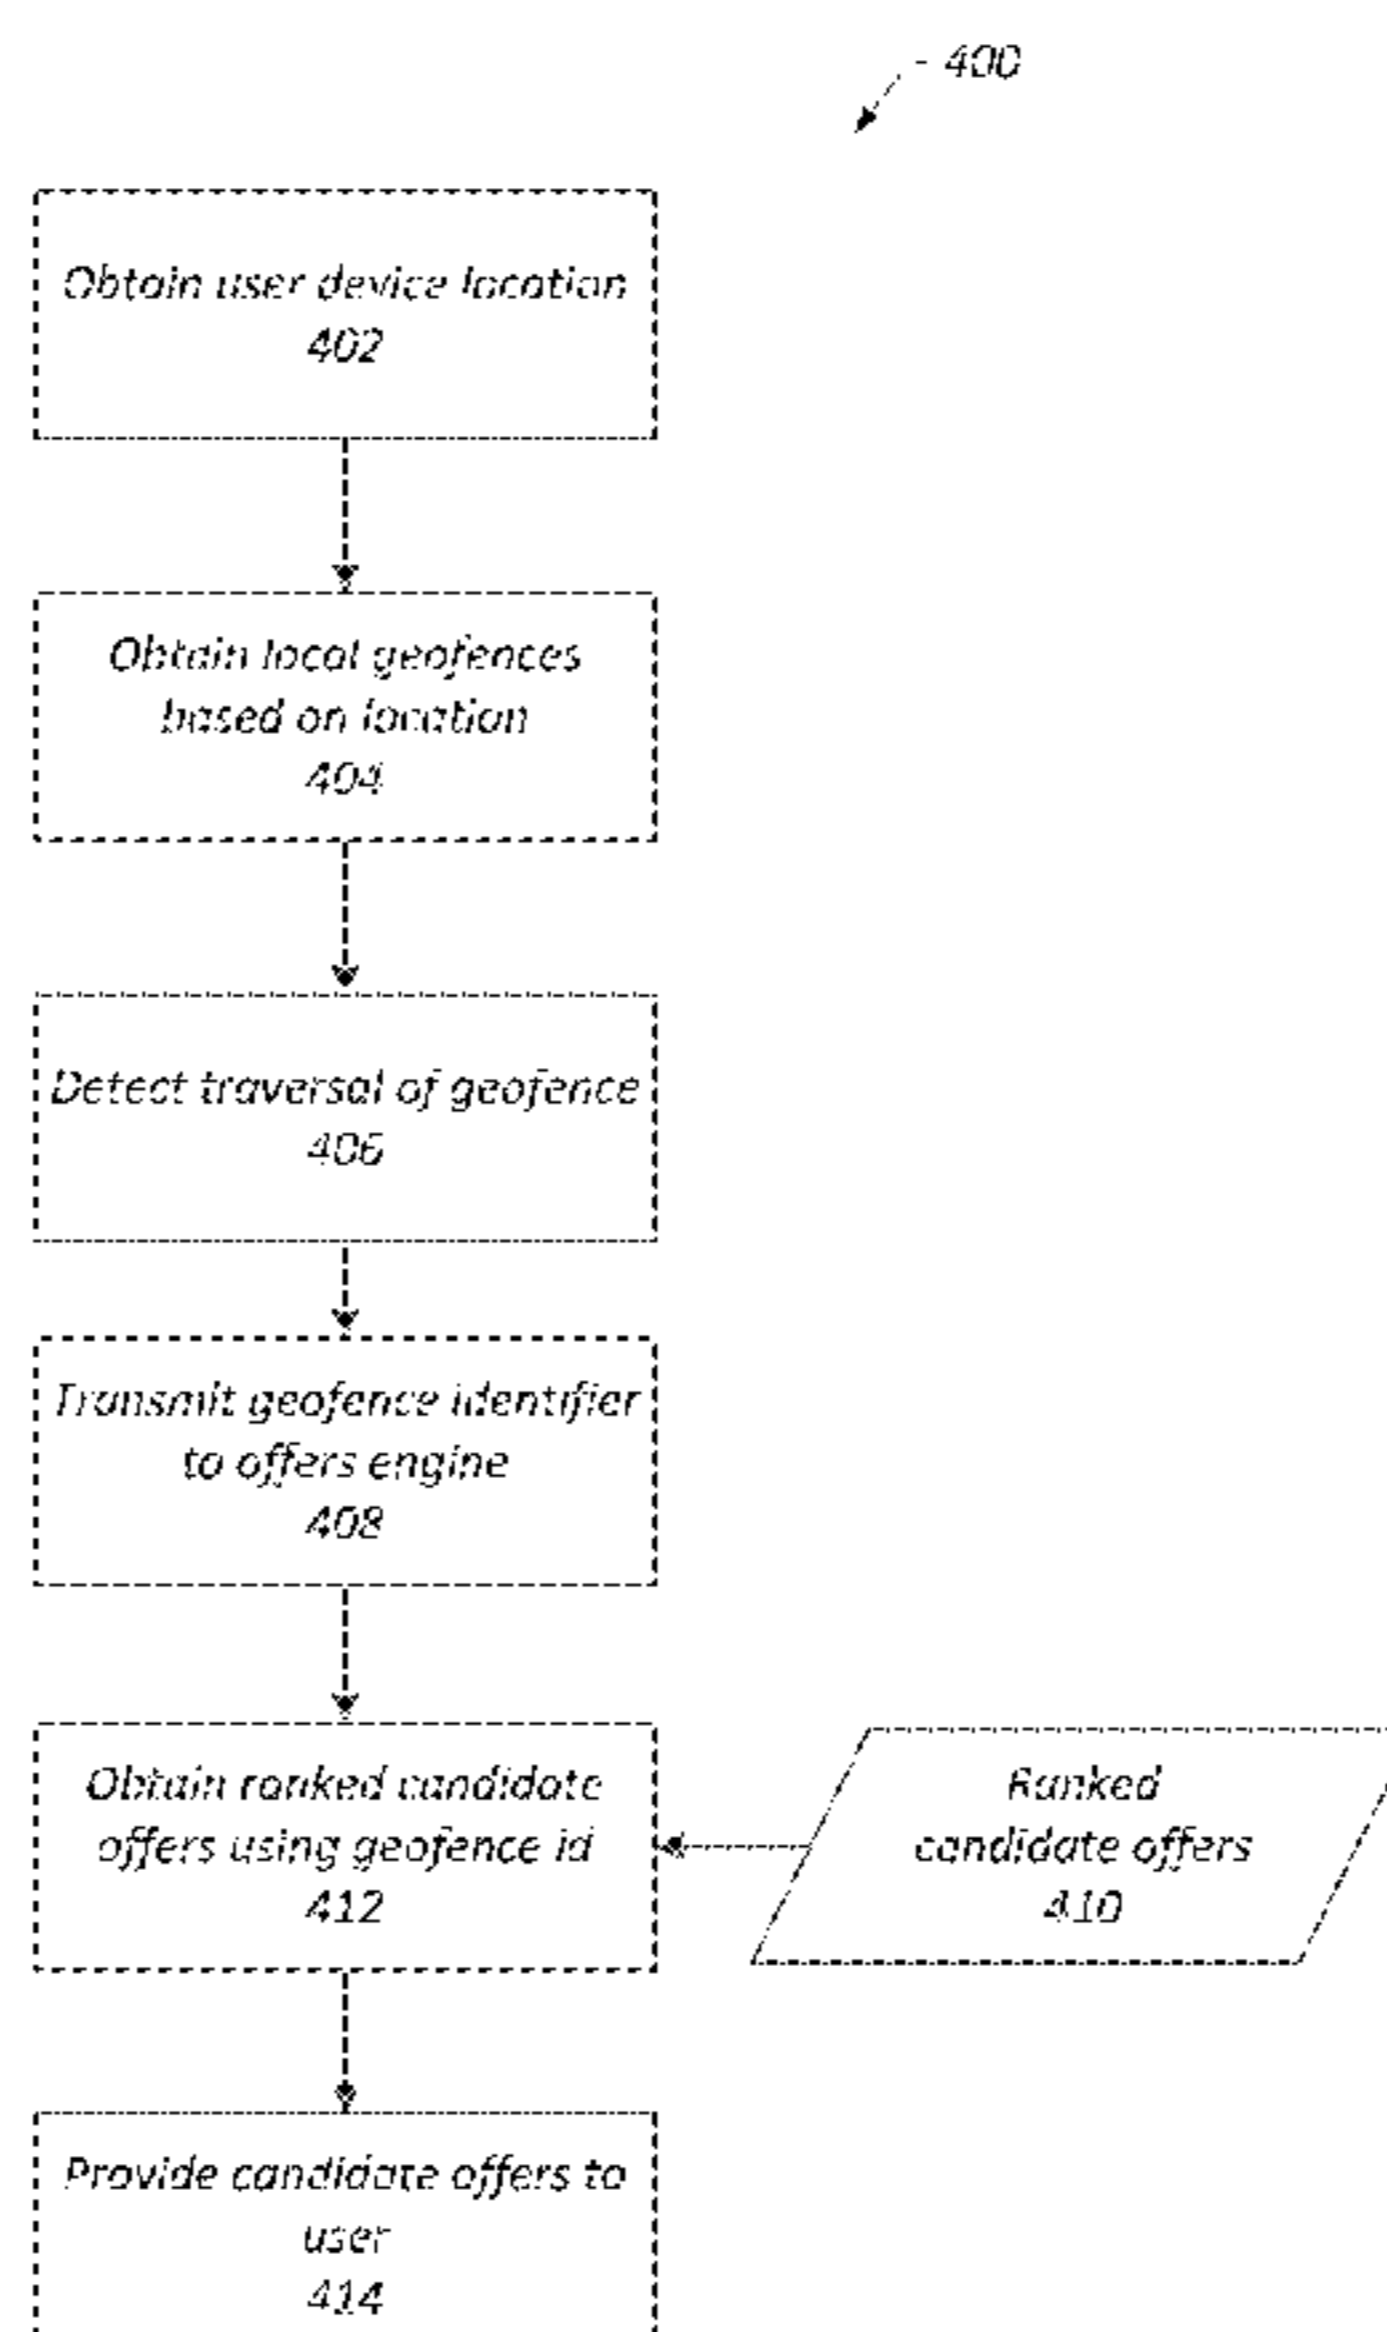 - 400
Obtain user device location
402
Obtain local geofences
based on location
404
Detect traversal of geofence
406
Transmit geofence identifier
to offers engine
408
Obtain ranked candidate
offers using geofence id
412
Ranked
candidate offers
410
Provide candidate offers to
user
414